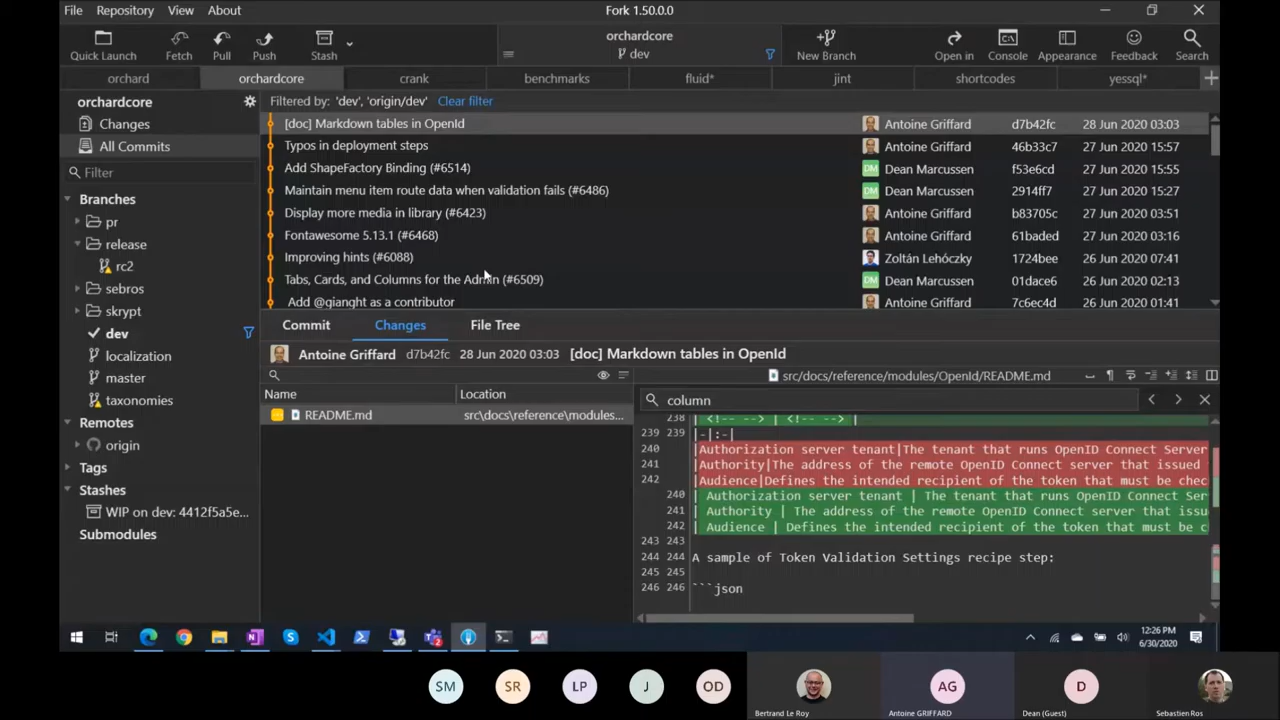 File Repository View About Fork 1.50.0.0
Quick Launch Fetch Pull Push Stash orchardcore dev New Branch Open in Console Appearance Feedback Search
orchard orchardcore crank benchmarks fluid* jint shortcodes yessql*
orchardcore
Changes
All Commits
Filter
Branches
pr
release
rc2
sebros
skrypt
dev
localization
master
taxonomies
Remotes
origin
Tags
Stashes
WIP on dev: 4412f5a5e...
Submodules
Filtered by: 'dev', 'origin/dev' Clear filter
[doc] Markdown tables in OpenId Antoine Griffard d7b42fc 28 Jun 2020 03:03
Typos in deployment steps Antoine Griffard 46b33c7 27 Jun 2020 15:57
Add ShapeFactory Binding (#6514) DM Dean Marcussen f53e6cd 27 Jun 2020 15:55
Maintain menu item route data when validation fails (#6486) DM Dean Marcussen 2914ff7 27 Jun 2020 15:27
Display more media in library (#6423) Antoine Griffard b83705c 27 Jun 2020 03:51
Fontawesome 5.13.1 (#6468) Antoine Griffard 61baded 27 Jun 2020 03:16
Improving hints (#6088) Zoltán Lehóczky 1724bee 27 Jun 2020 07:41
Tabs, Cards, and Columns for the Admin (#6509) DM Dean Marcussen 01dace6 26 Jun 2020 02:13
Add @qianght as a contributor Antoine Griffard 7c6ec4d 26 Jun 2020 01:41
Commit Changes File Tree
Antoine Griffard d7b42fc 28 Jun 2020 03:03 [doc] Markdown tables in OpenId
src/docs/reference/modules/OpenId/README.md
Name Location
README.md src\docs\reference\modules...
column
238 | <!-- --> | <!-- --> |
239 239 |-|:-|
240 |Authorization server tenant|The tenant that runs OpenID Connect Server
241 |Authority|The address of the remote OpenID Connect server that issued
242 |Audience|Defines the intended recipient of the token that must be chec
240 | Authorization server tenant | The tenant that runs OpenID Connect Ser
241 | Authority | The address of the remote OpenID Connect server that issu
242 | Audience | Defines the intended recipient of the token that must be c
243 243
244 244 A sample of Token Validation Settings recipe step:
245 245
246 246 ```json
12:26 PM
6/30/2020
SM SR LP J OD AG D
Bertrand Le Roy Antoine GRIFFARD Dean (Guest) Sebastien Ros